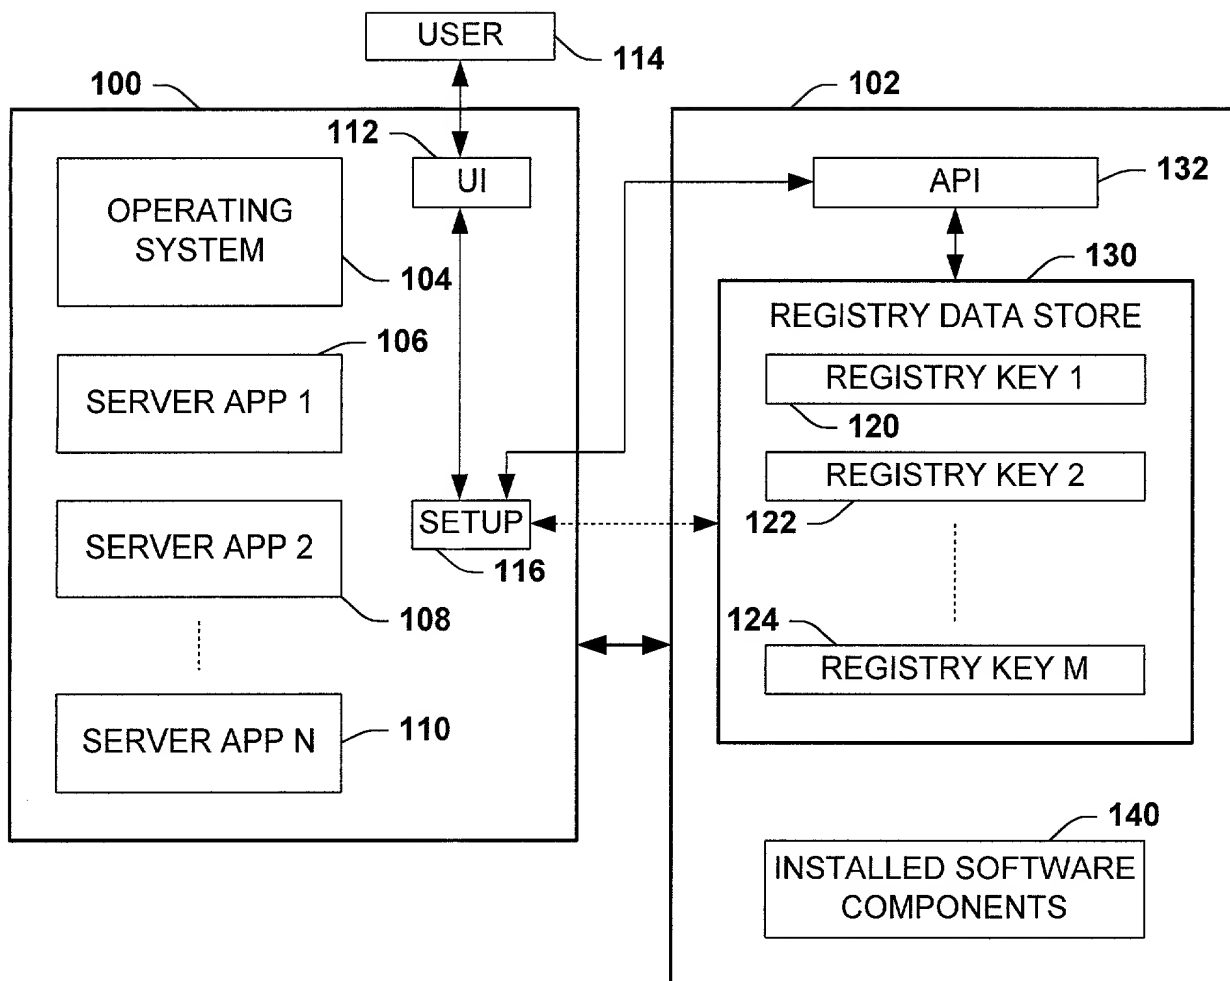 USER
114
100
102
112
OPERATING
SYSTEM
104
UI
API
132
130
REGISTRY DATA STORE
106
SERVER APP 1
REGISTRY KEY 1
120
REGISTRY KEY 2
122
SERVER APP 2
108
SETUP
116
124
REGISTRY KEY M
SERVER APP N
110
140
INSTALLED SOFTWARE
COMPONENTS